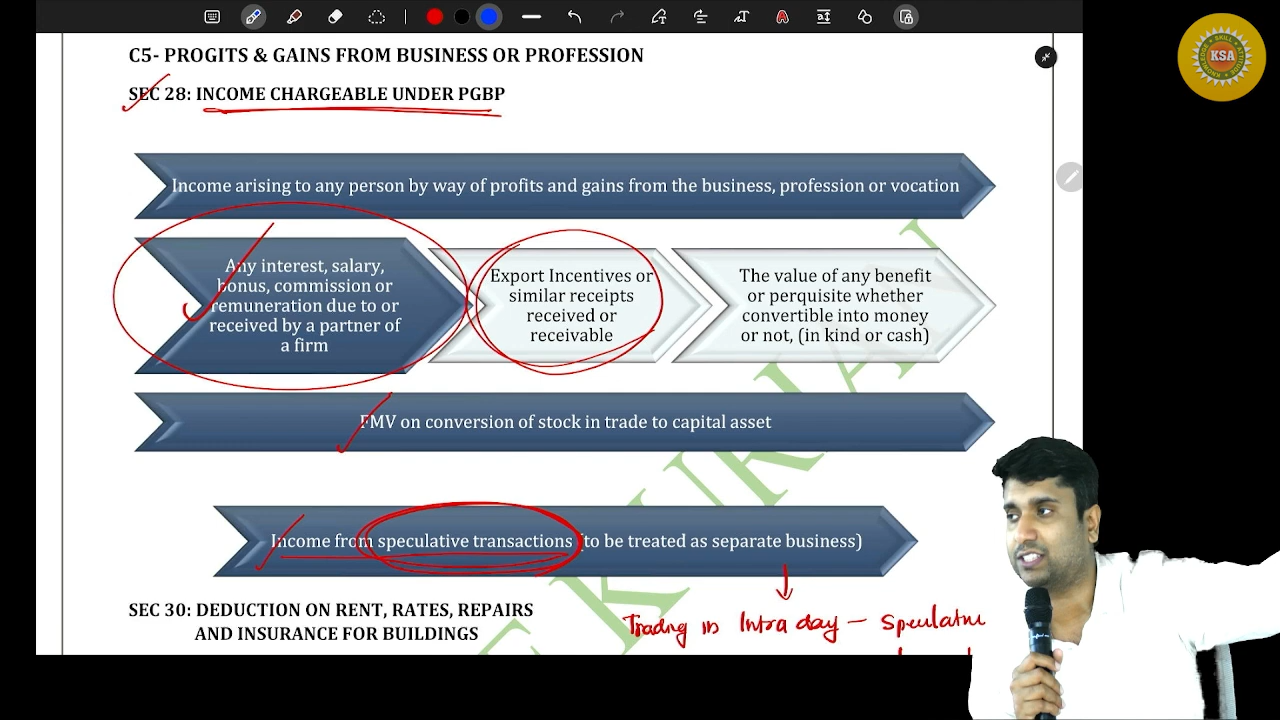 C5- PROGITS & GAINS FROM BUSINESS OR PROFESSION
SEC 28: INCOME CHARGEABLE UNDER PGBP
Income arising to any person by way of profits and gains from the business, profession or vocation
Any interest, salary,
bonus, commission or
remuneration due to or
received by a partner of
a firm
Export Incentives or
similar receipts
received or
receivable
The value of any benefit
or perquisite whether
convertible into money
or not, (in kind or cash)
FMV on conversion of stock in trade to capital asset
Income from speculative transactions (to be treated as separate business)
Trading in Intra day –
SEC 30: DEDUCTION ON RENT, RATES, REPAIRS
AND INSURANCE FOR BUILDINGS
KSA
KNOWLEDGE SKILL ATTITUDE